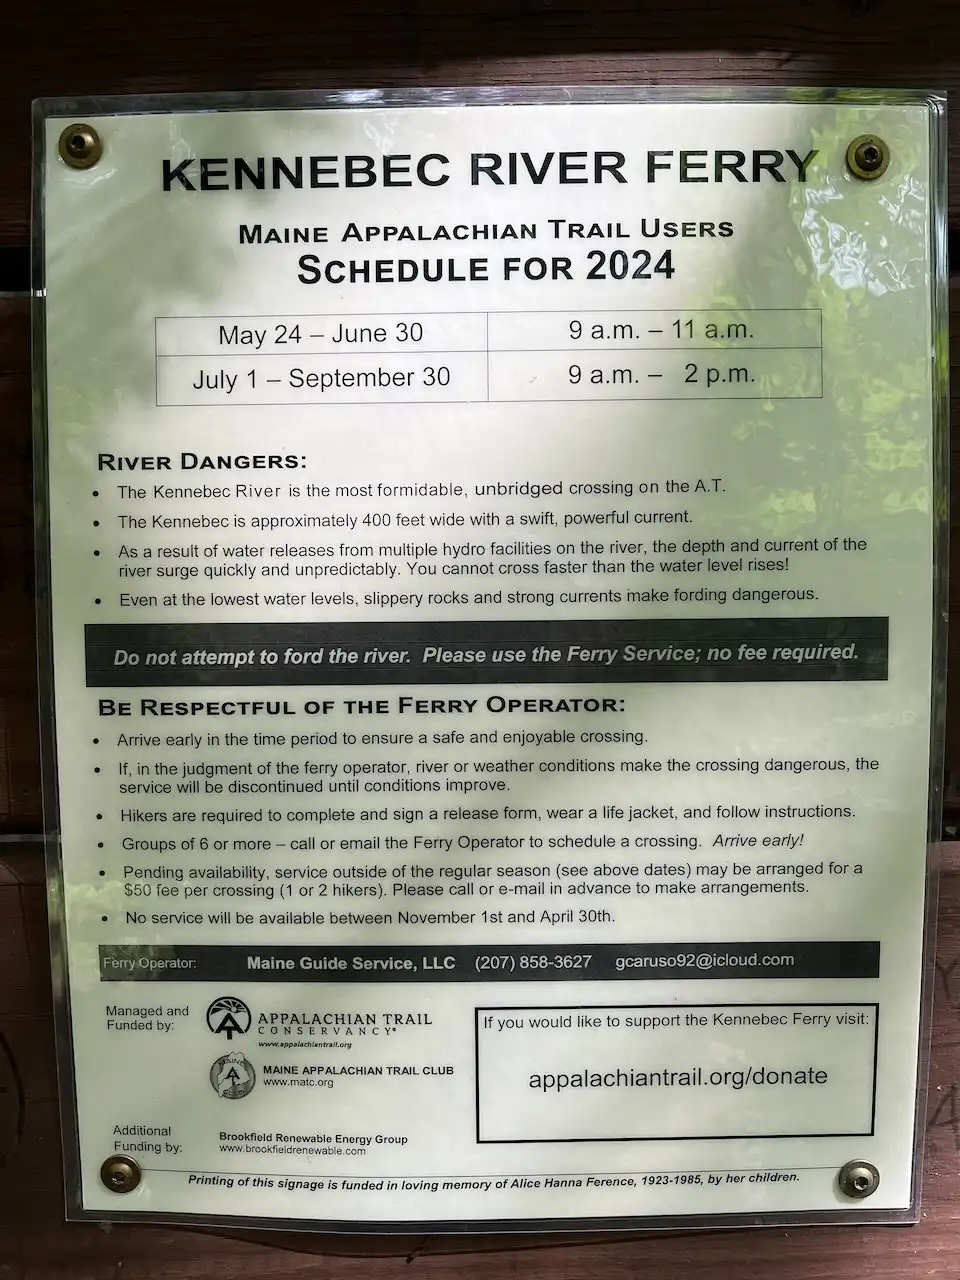 KENNEBEC RIVER FERRY
MAINE APPALACHIAN TRAIL USERS
SCHEDULE FOR 2024
May 24 – June 30 9 a.m. – 11 a.m.
July 1 – September 30 9 a.m. – 2 p.m.
RIVER DANGERS:
• The Kennebec River is the most formidable, unbridged crossing on the A.T.
• The Kennebec is approximately 400 feet wide with a swift, powerful current.
• As a result of water releases from multiple hydro facilities on the river, the depth and current of the
river surge quickly and unpredictably. You cannot cross faster than the water level rises!
• Even at the lowest water levels, slippery rocks and strong currents make fording dangerous.
Do not attempt to ford the river. Please use the Ferry Service; no fee required.
BE RESPECTFUL OF THE FERRY OPERATOR:
• Arrive early in the time period to ensure a safe and enjoyable crossing.
• If, in the judgment of the ferry operator, river or weather conditions make the crossing dangerous, the
service will be discontinued until conditions improve.
• Hikers are required to complete and sign a release form, wear a life jacket, and follow instructions.
• Groups of 6 or more – call or email the Ferry Operator to schedule a crossing. Arrive early!
• Pending availability, service outside of the regular season (see above dates) may be arranged for a
$50 fee per crossing (1 or 2 hikers). Please call or e-mail in advance to make arrangements.
• No service will be available between November 1st and April 30th.
Ferry Operator: Maine Guide Service, LLC (207) 858-3627 gcaruso92@icloud.com
Managed and
Funded by:
APPALACHIAN TRAIL
CONSERVANCY®
www.appalachiantrail.org
MAINE
MAINE APPALACHIAN TRAIL CLUB
www.matc.org
If you would like to support the Kennebec Ferry visit:
appalachiantrail.org/donate
Additional
Funding by:
Brookfield Renewable Energy Group
www.brookfieldrenewable.com
Printing of this signage is funded in loving memory of Alice Hanna Ference, 1923-1985, by her children.